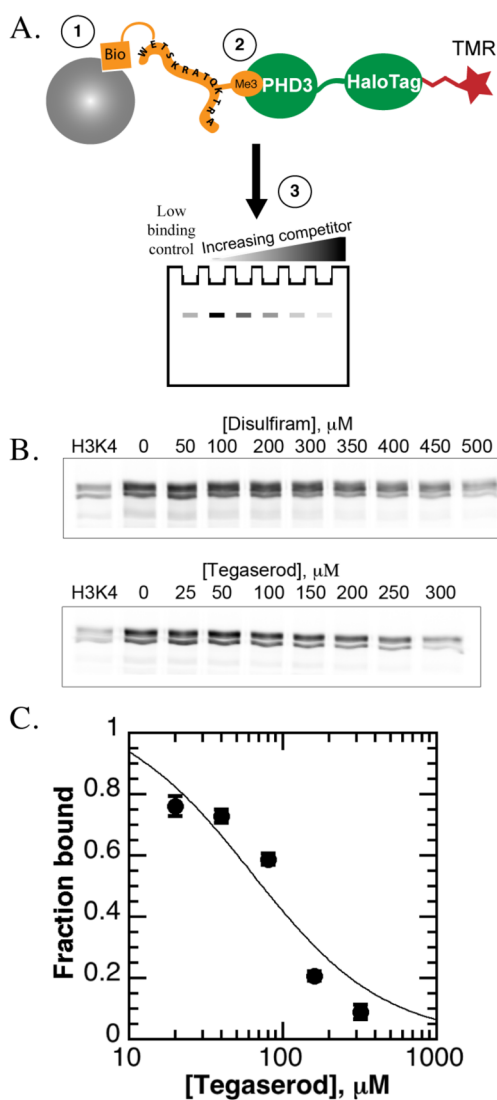 A.
1
Bio
WETSKRATQKTRA
2
Me3
PHD3
HaloTag
TMR
3
Low
binding
control
Increasing competitor
B.
[Disulfiram], μM
H3K4 0 50 100 200 300 350 400 450 500
[Tegaserod], μM
H3K4 0 25 50 100 150 200 250 300
C.
1
0.8
0.6
0.4
0.2
0
Fraction bound
10 100 1000
[Tegaserod], μM